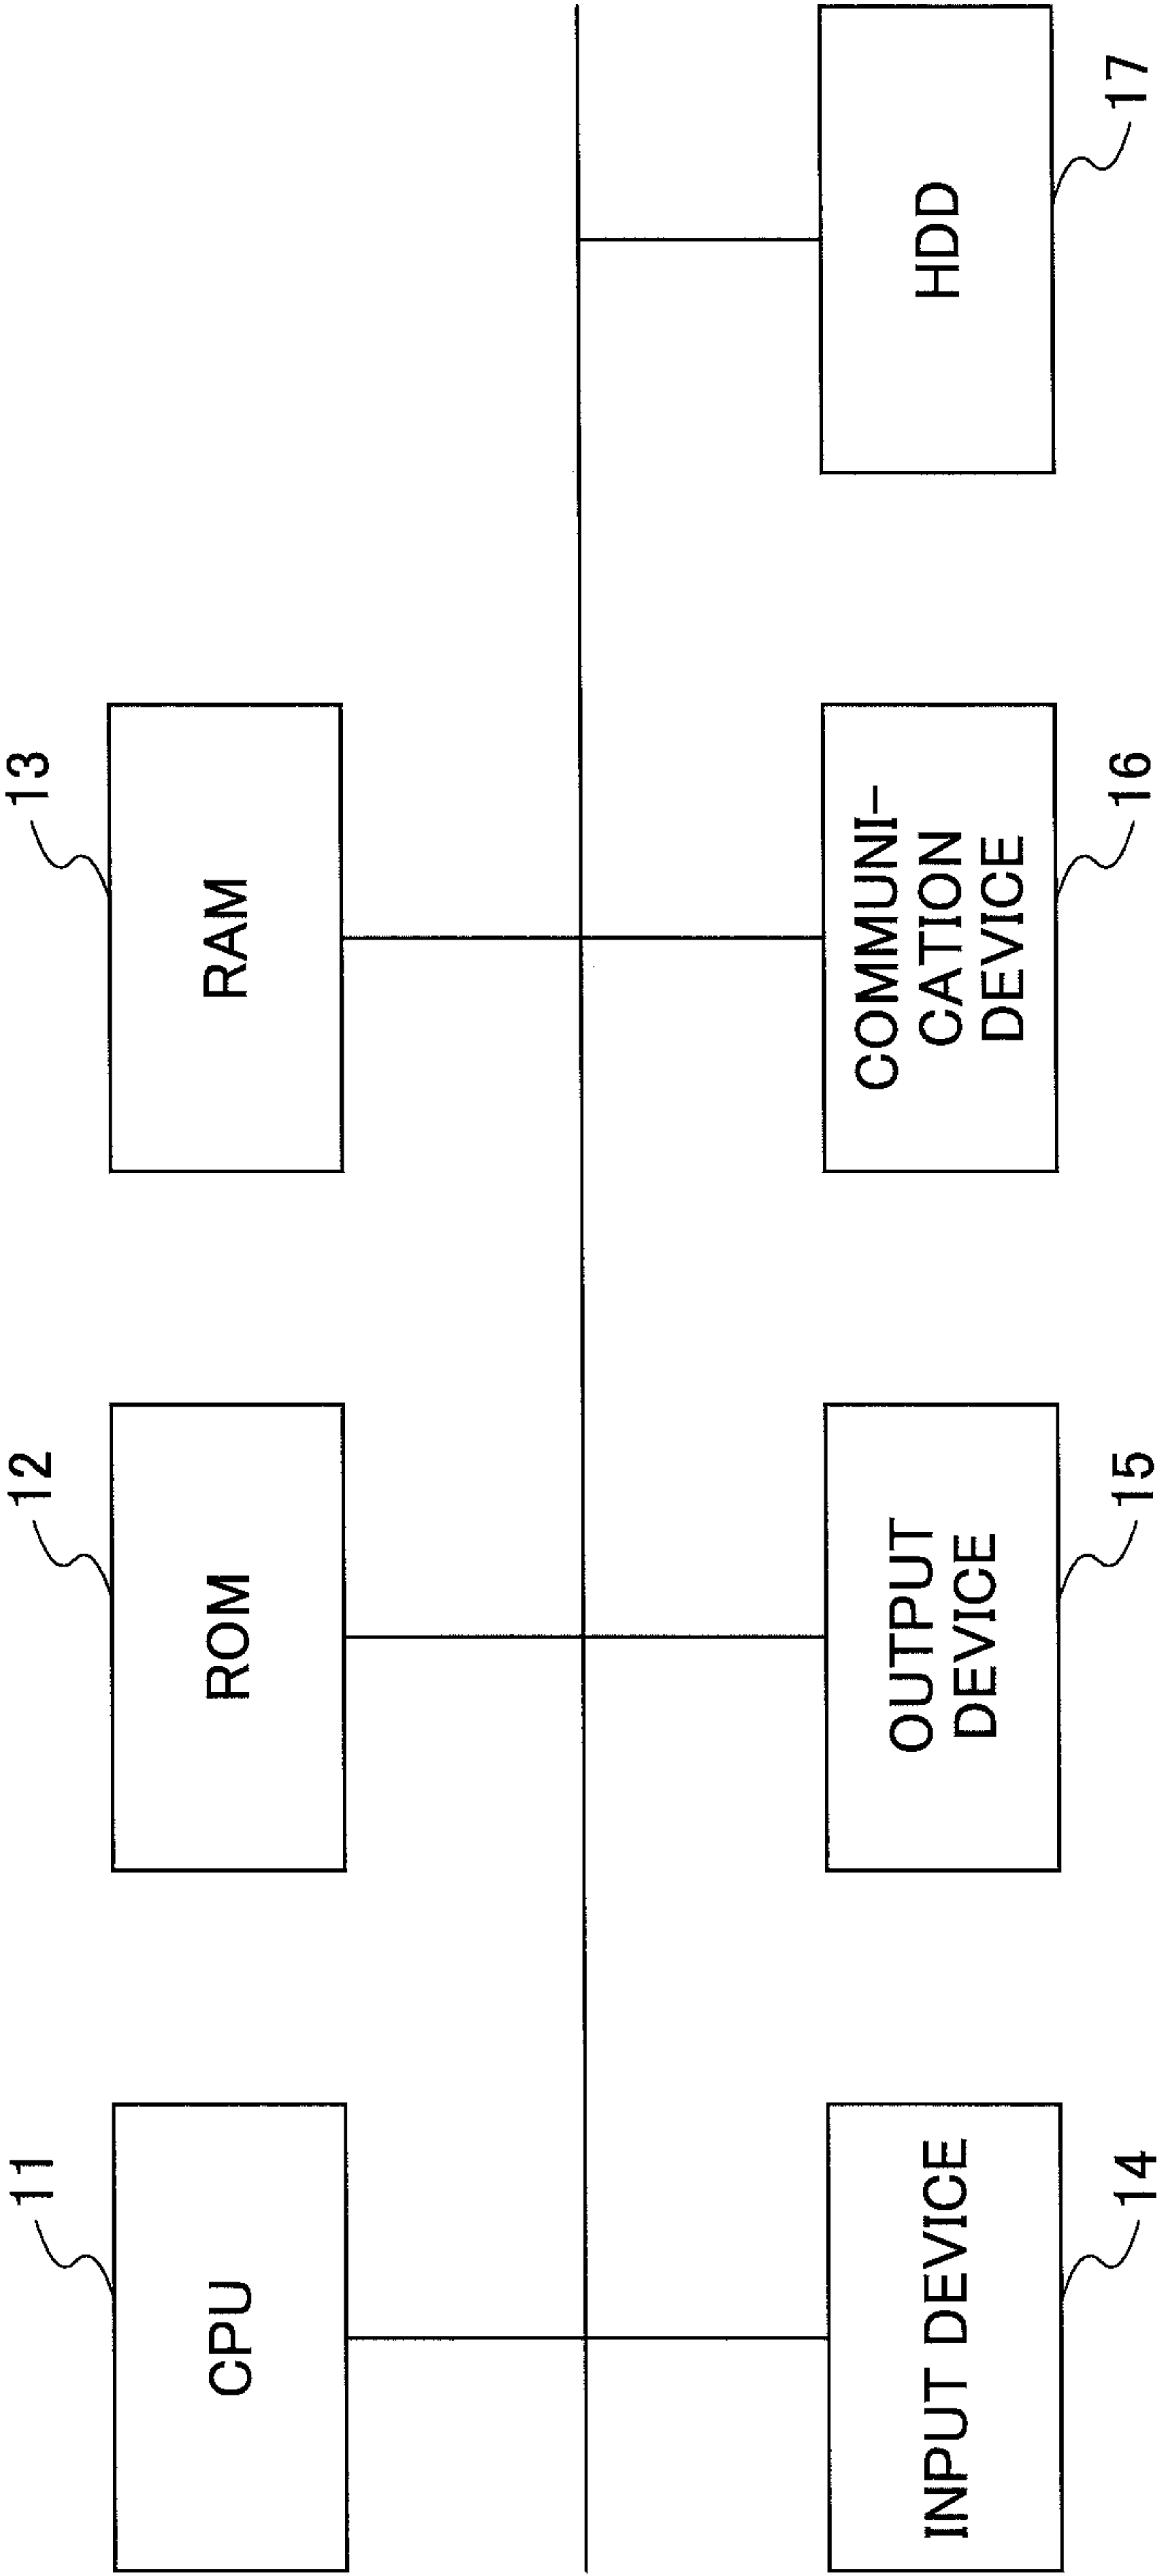 11
CPU
12
ROM
13
RAM
INPUT DEVICE
14
OUTPUT
DEVICE
15
COMMUNI-
CATION
DEVICE
16
HDD
17